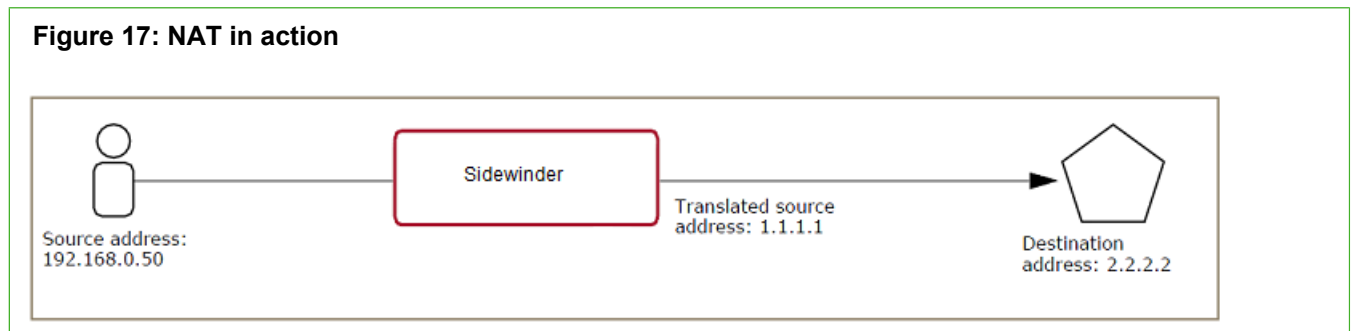 Figure 17: NAT in action
Sidewinder
Translated source
address: 1.1.1.1
Source address:
192.168.0.50
Destination
address: 2.2.2.2